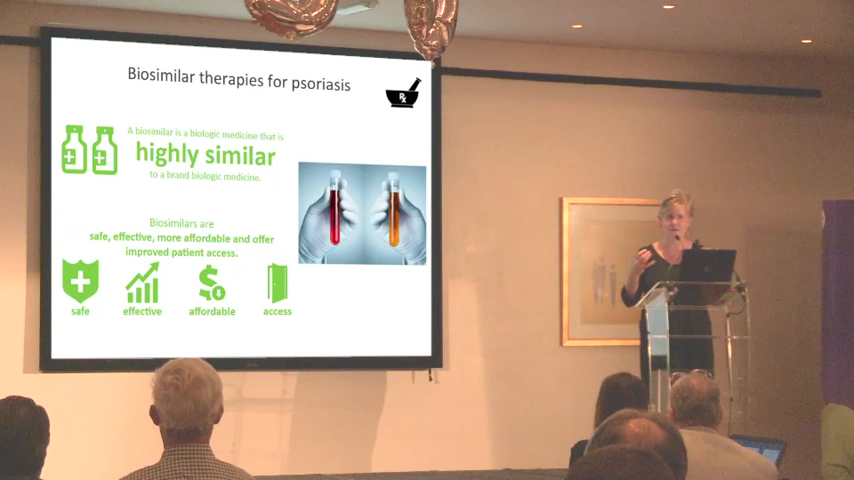 Biosimilar therapies for psoriasis
Rx
A biosimilar is a biologic medicine that is
highly similar
to a brand biologic medicine.
Biosimilars are
safe, effective, more affordable and offer
improved patient access.
safe effective affordable access